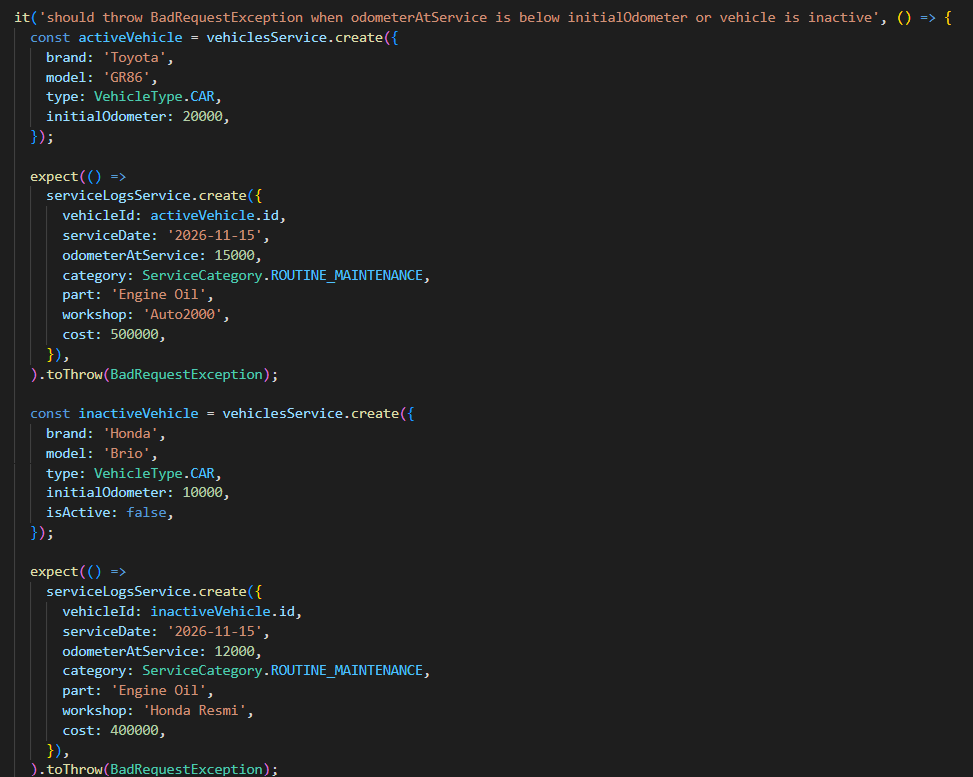 it('should throw BadRequestException when odometerAtService is below initialOdometer or vehicle is inactive', () => {
const activeVehicle = vehiclesService.create({
brand: 'Toyota',
model: 'GR86',
type: VehicleType.CAR,
initialOdometer: 20000,
});
expect(() =>
serviceLogsService.create({
vehicleId: activeVehicle.id,
serviceDate: '2026-11-15',
odometerAtService: 15000,
category: ServiceCategory.ROUTINE_MAINTENANCE,
part: 'Engine Oil',
workshop: 'Auto2000',
cost: 500000,
}),
).toThrow(BadRequestException);
const inactiveVehicle = vehiclesService.create({
brand: 'Honda',
model: 'Brio',
type: VehicleType.CAR,
initialOdometer: 10000,
isActive: false,
});
expect(() =>
serviceLogsService.create({
vehicleId: inactiveVehicle.id,
serviceDate: '2026-11-15',
odometerAtService: 12000,
category: ServiceCategory.ROUTINE_MAINTENANCE,
part: 'Engine Oil',
workshop: 'Honda Resmi',
cost: 400000,
}),
).toThrow(BadRequestException);